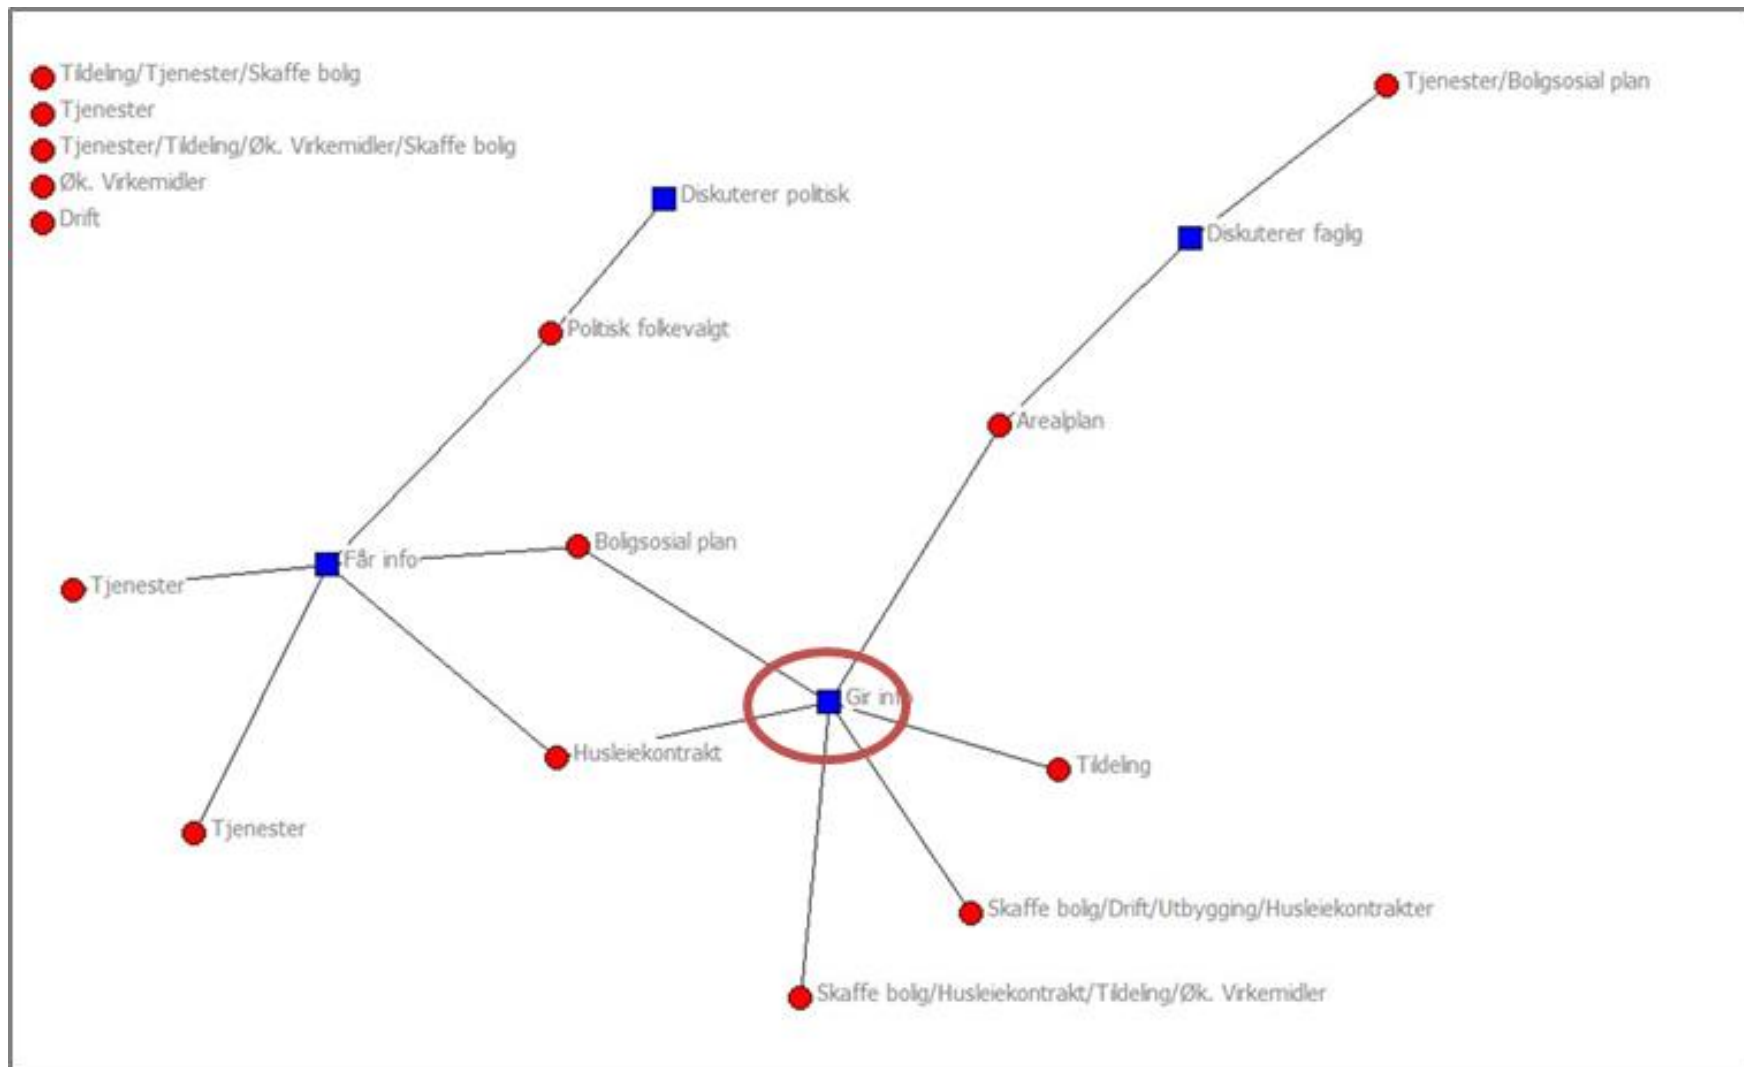 Tildeling/Tjenester/Skaffe bolig
Tjenester
Tjenester/Tildeling/Øk. Virkemidler/Skaffe bolig
Øk. Virkemidler
Drift
Tjenester/Boligsosial plan
Diskuterer politisk
Diskuterer faglig
Politisk folkevalgt
Arealplan
Boligsosial plan
Får info
Tjenester
Gir info
Husleiekontrakt
Tildeling
Tjenester
Skaffe bolig/Drift/Utbygging/Husleiekontrakter
Skaffe bolig/Husleiekontrakt/Tildeling/Øk. Virkemidler